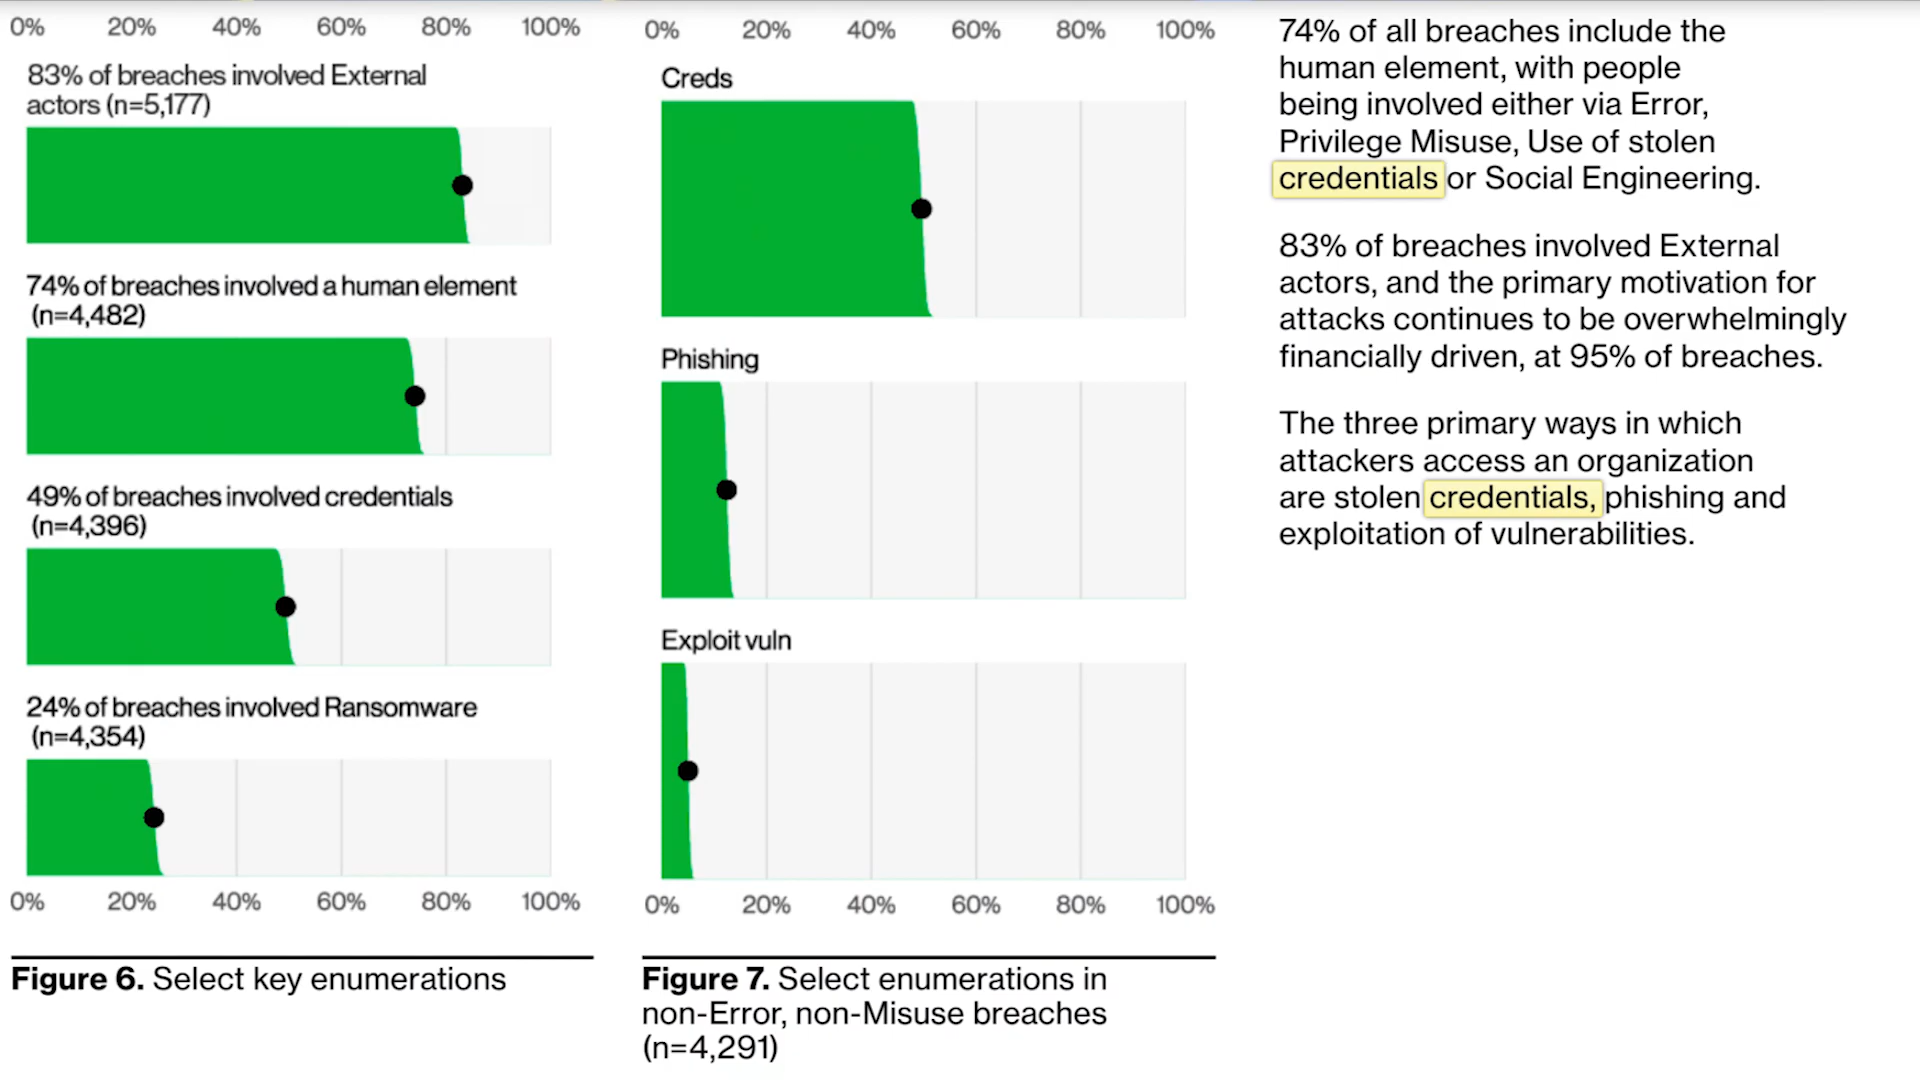 0% 20% 40% 60% 80% 100%
83% of breaches involved External
actors (n=5,177)
74% of breaches involved a human element
(n=4,482)
49% of breaches involved credentials
(n=4,396)
24% of breaches involved Ransomware
(n=4,354)
0% 20% 40% 60% 80% 100%
Figure 6. Select key enumerations
0% 20% 40% 60% 80% 100%
Creds
Phishing
Exploit vuln
0% 20% 40% 60% 80% 100%
Figure 7. Select enumerations in
non-Error, non-Misuse breaches
(n=4,291)
74% of all breaches include the
human element, with people
being involved either via Error,
Privilege Misuse, Use of stolen
credentials or Social Engineering.
83% of breaches involved External
actors, and the primary motivation for
attacks continues to be overwhelmingly
financially driven, at 95% of breaches.
The three primary ways in which
attackers access an organization
are stolen credentials, phishing and
exploitation of vulnerabilities.